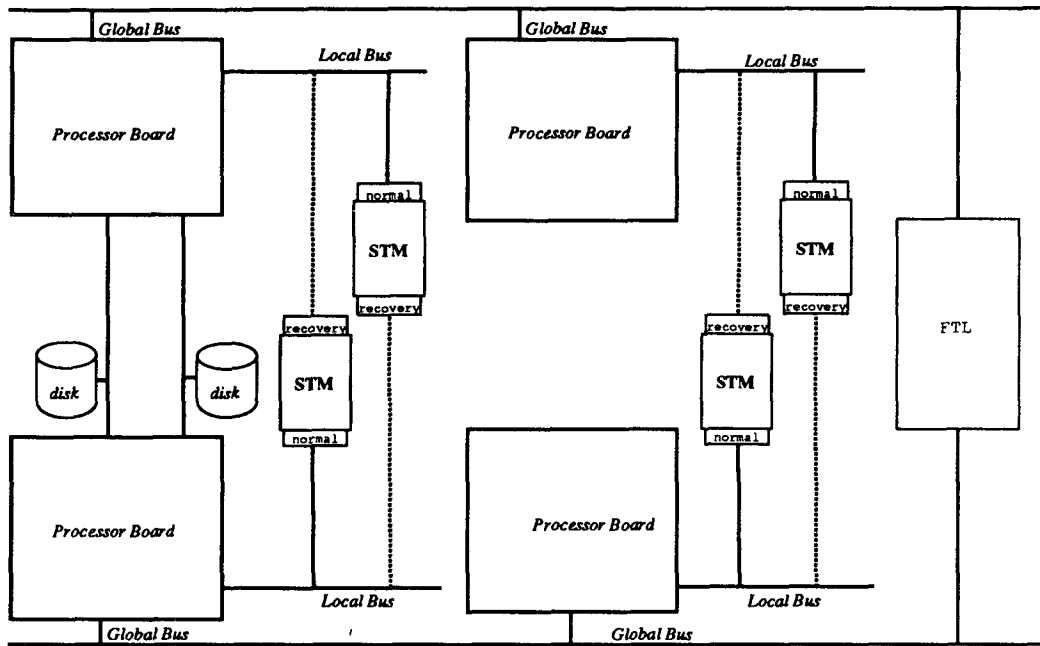 Global Bus
Global Bus
Local Bus
Local Bus
Processor Board
Processor Board
normal
normal
STM
STM
recovery
recovery
recovery
recovery
FTL
disk
disk
STM
STM
normal
normal
Processor Board
Processor Board
Local Bus
Local Bus
Global Bus
Global Bus